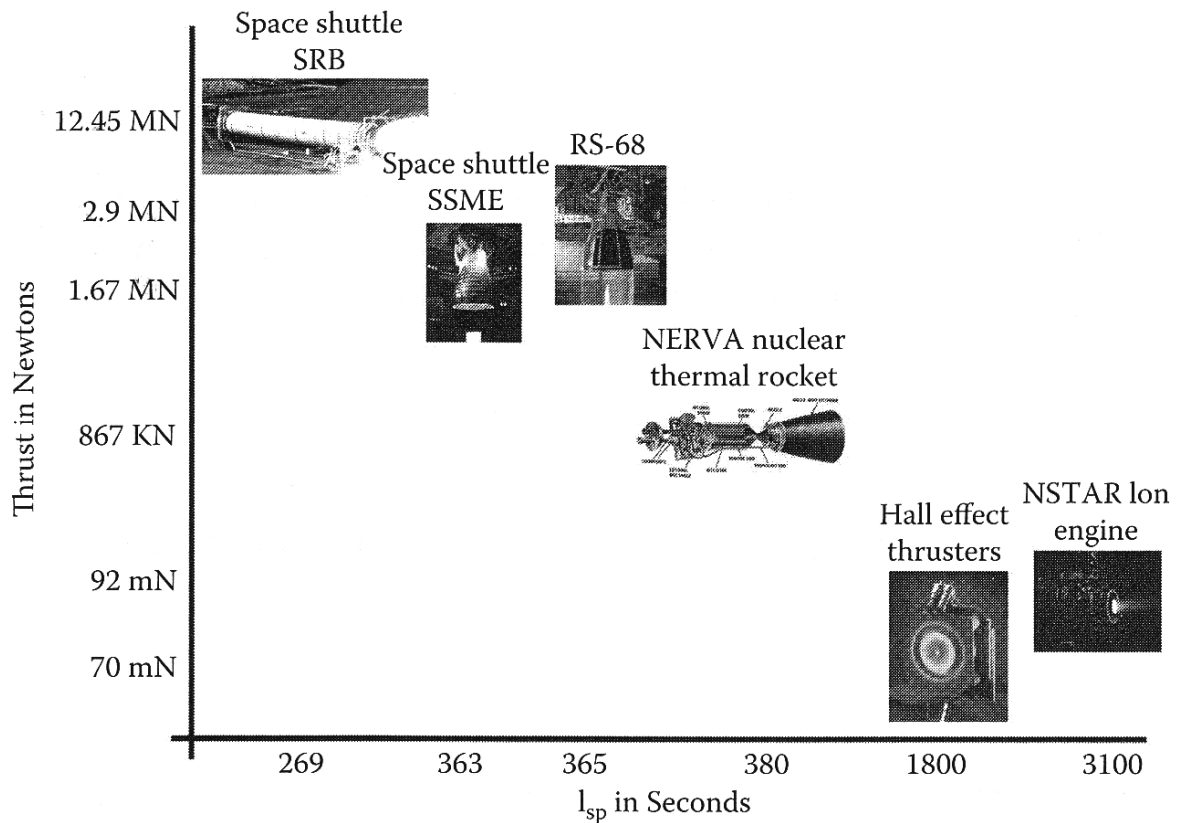 Space shuttle
SRB
12.45 MN
RS-68
Space shuttle
SSME
2.9 MN
1.67 MN
Thrust in Newtons
NERVA nuclear
thermal rocket
867 KN
NSTAR lon
engine
Hall effect
thrusters
92 mN
70 mN
269
363
365
380
1800
3100
lsp in Seconds